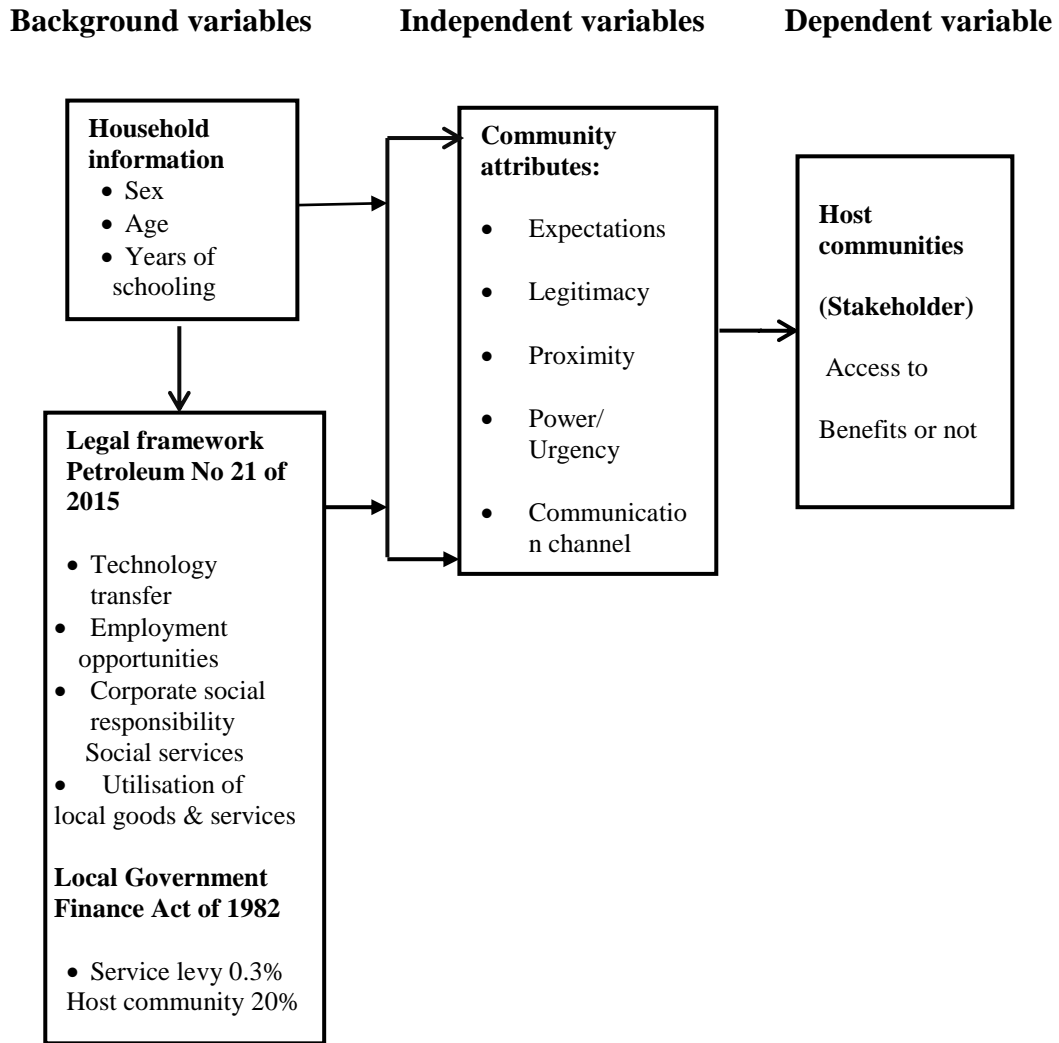 Background variables
Independent variables
Dependent variable
Household
information
• Sex
• Age
• Years of
schooling
Legal framework
Petroleum No 21 of
2015
• Technology
transfer
• Employment
opportunities
• Corporate social
responsibility
Social services
• Utilisation of
local goods & services
Local Government
Finance Act of 1982
• Service levy 0.3%
Host community 20%
Community
attributes:
• Expectations
• Legitimacy
• Proximity
• Power/
Urgency
• Communicatio
n channel
Host
communities
(Stakeholder)
Access to
Benefits or not